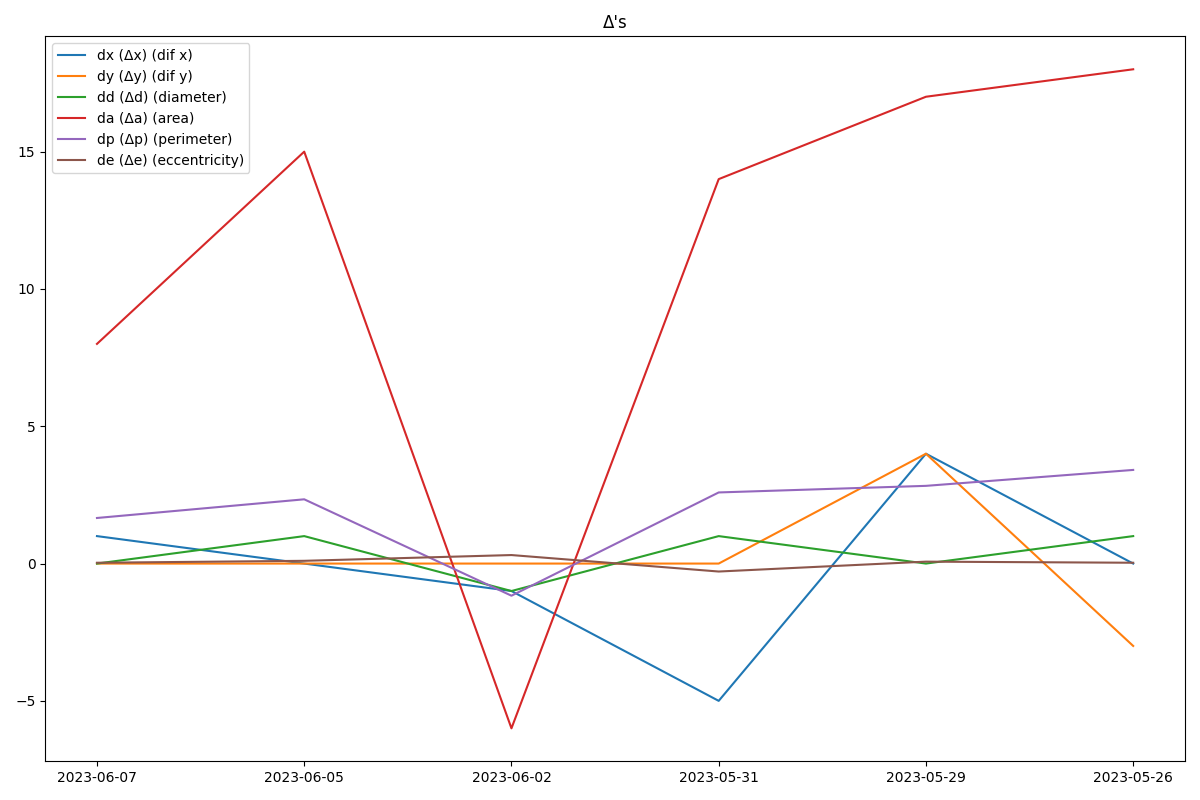 Δ's
dx (Δx) (dif x)
dy (Δy) (dif y)
dd (Δd) (diameter)
da (Δa) (area)
dp (Δp) (perimeter)
de (Δe) (eccentricity)
15
10
5
0
−5
2023-06-07 2023-06-05 2023-06-02 2023-05-31 2023-05-29 2023-05-26